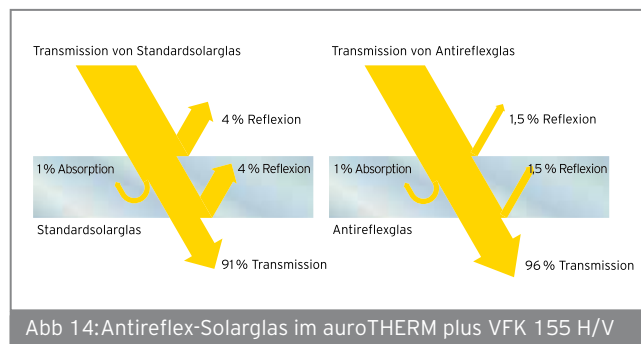 Transmission von Standardsolarglas
4 % Reflexion
1 % Absorption
4 % Reflexion
Standardsolarglas
91 % Transmission
Transmission von Antireflexglas
1,5 % Reflexion
1 % Absorption
1,5 % Reflexion
Antireflexglas
96 % Transmission
Abb 14:Antireflex-Solarglas im auroTHERM plus VFK 155 H/V